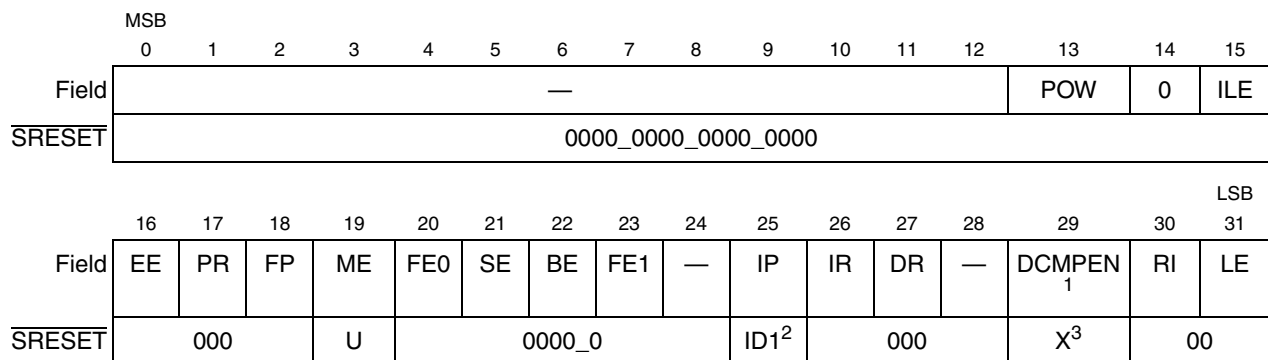 MSB
0 1 2 3 4 5 6 7 8 9 10 11 12 13 14 15
Field — POW 0 ILE
SRESET 0000_0000_0000_0000
LSB
16 17 18 19 20 21 22 23 24 25 26 27 28 29 30 31
Field EE PR FP ME FE0 SE BE FE1 — IP IR DR — DCMPEN RI LE
1
SRESET 000 U 0000_0 ID12 000 X3 00